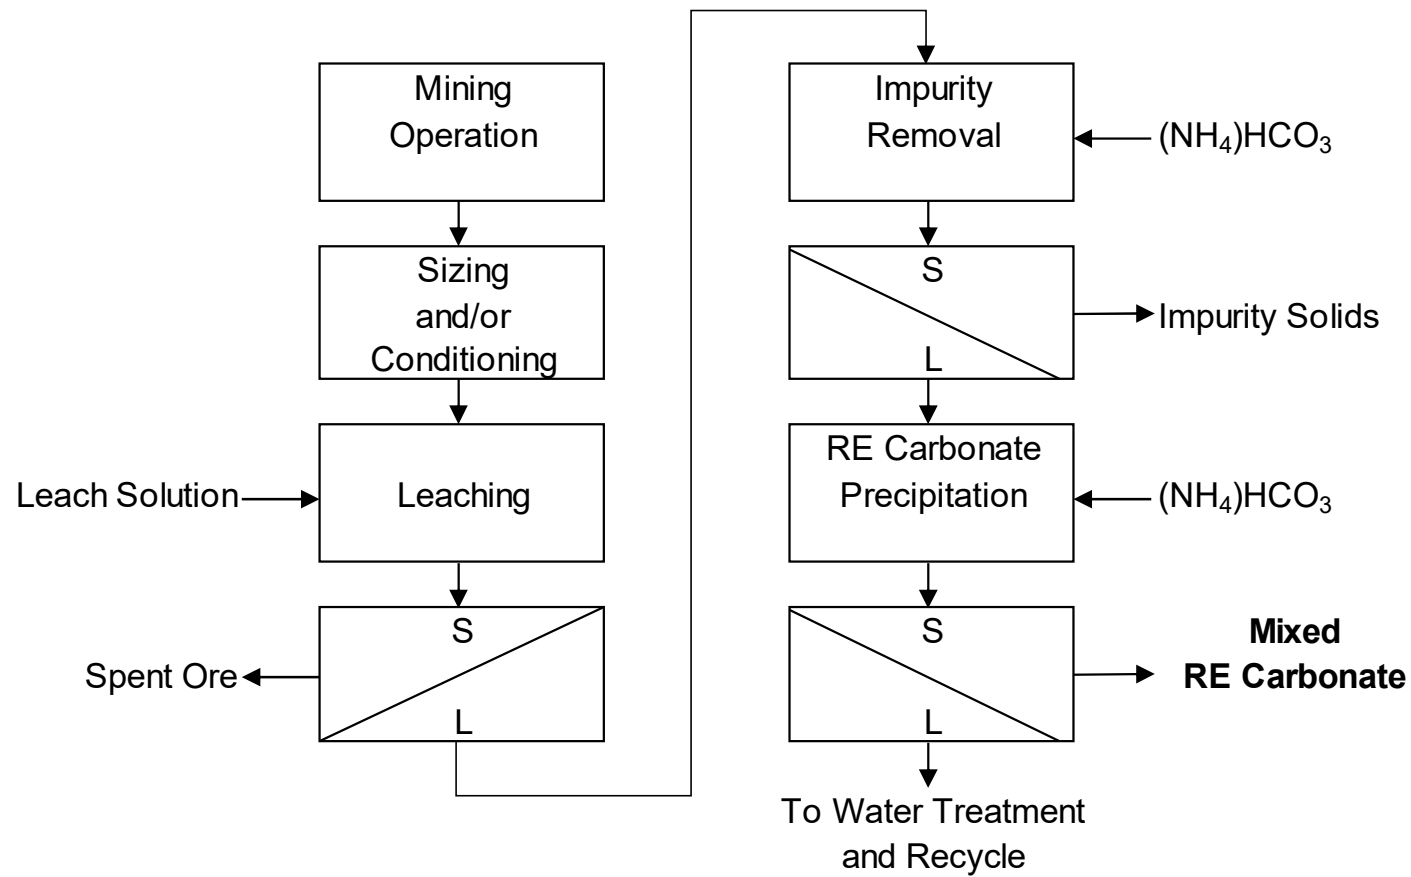 Mining
Operation
Sizing
and/or
Conditioning
Leach Solution
Leaching
S
L
Spent Ore
Impurity
Removal
(NH₄)HCO₃
S
L
Impurity Solids
RE Carbonate
Precipitation
(NH₄)HCO₃
S
L
Mixed
RE Carbonate
To Water Treatment
and Recycle